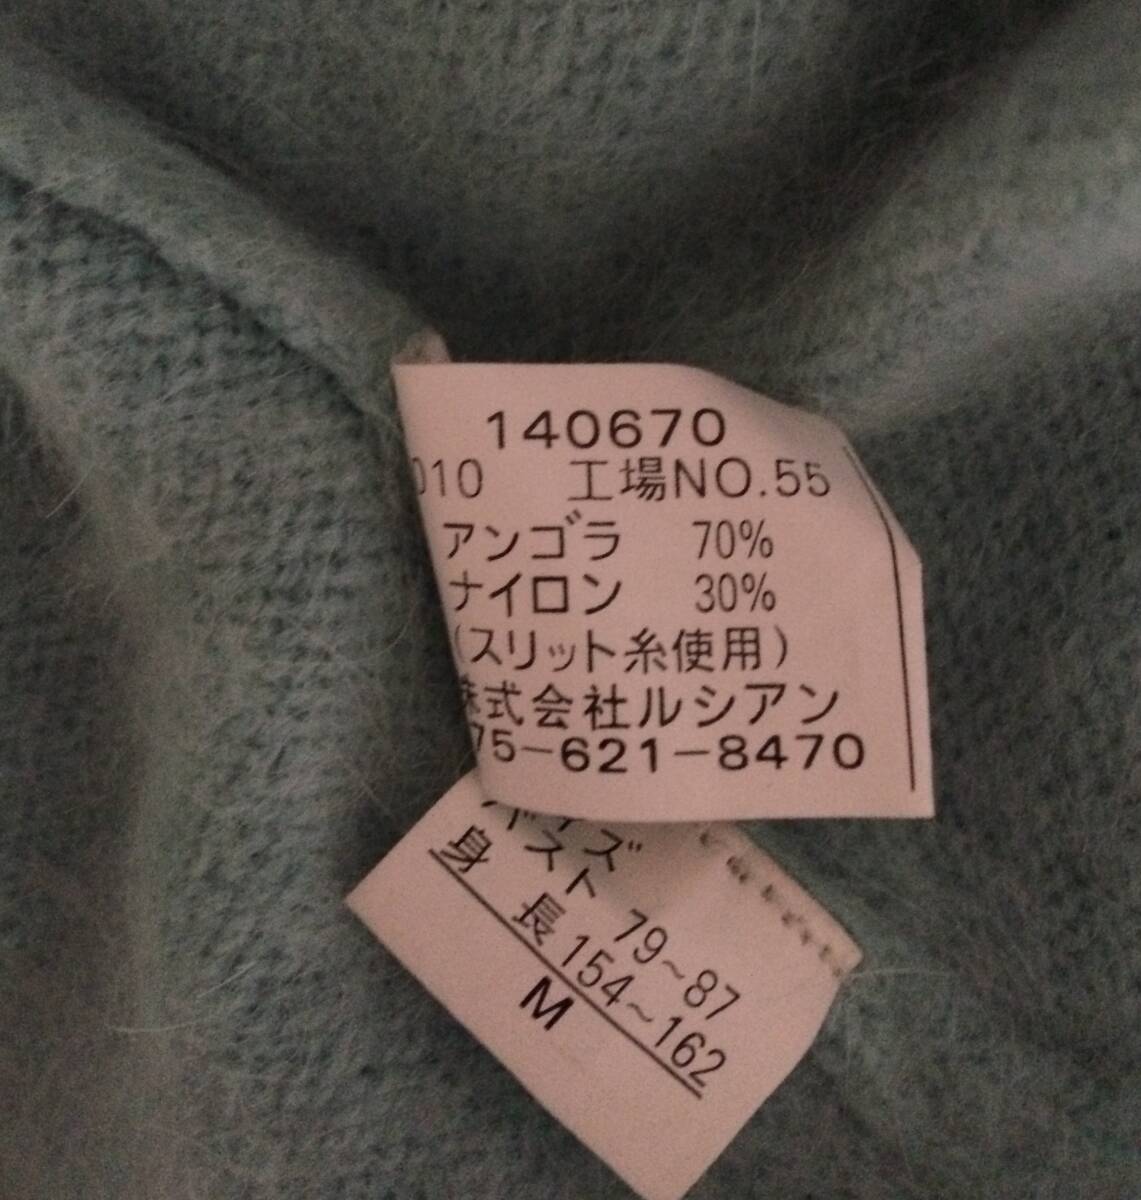 140670
010 工場NO.55
アンゴラ 70%
ナイロン 30%
(スリット糸使用)
株式会社ルシアン
75-621-8470
イズ
バスト 79~87
身長 154~162
M